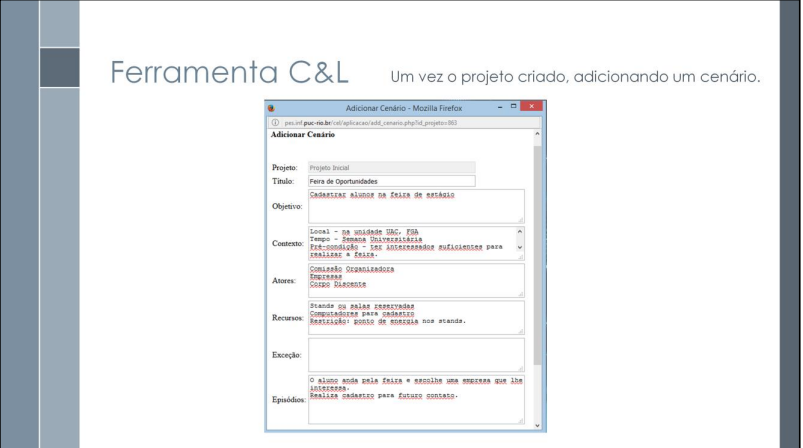 Ferramenta C&L Um vez o projeto criado, adicionando um cenário.
Adicionar Cenário - Mozilla Firefox
pes.inf.puc-rio.br/cel/aplicacao/add_cenario.php?id_projeto=863
Adicionar Cenário
Projeto: Projeto Inicial
Título: Feira de Oportunidades
Objetivo: Cadastrar alunos na feira de estágio
Contexto: Local - na unidade UAC, FSA
Tempo - Semana Universitária
Pré-condição - ter interessados suficientes para
realizar a feira.
Atores: Comissão Organizadora
Empresas
Corpo Discente
Recursos: Stands ou salas reservadas
Computadores para cadastro
Restrição: ponto de energia nos stands.
Exceção:
Episódios: O aluno anda pela feira e escolhe uma empresa que lhe
interessa.
Realiza cadastro para futuro contato.